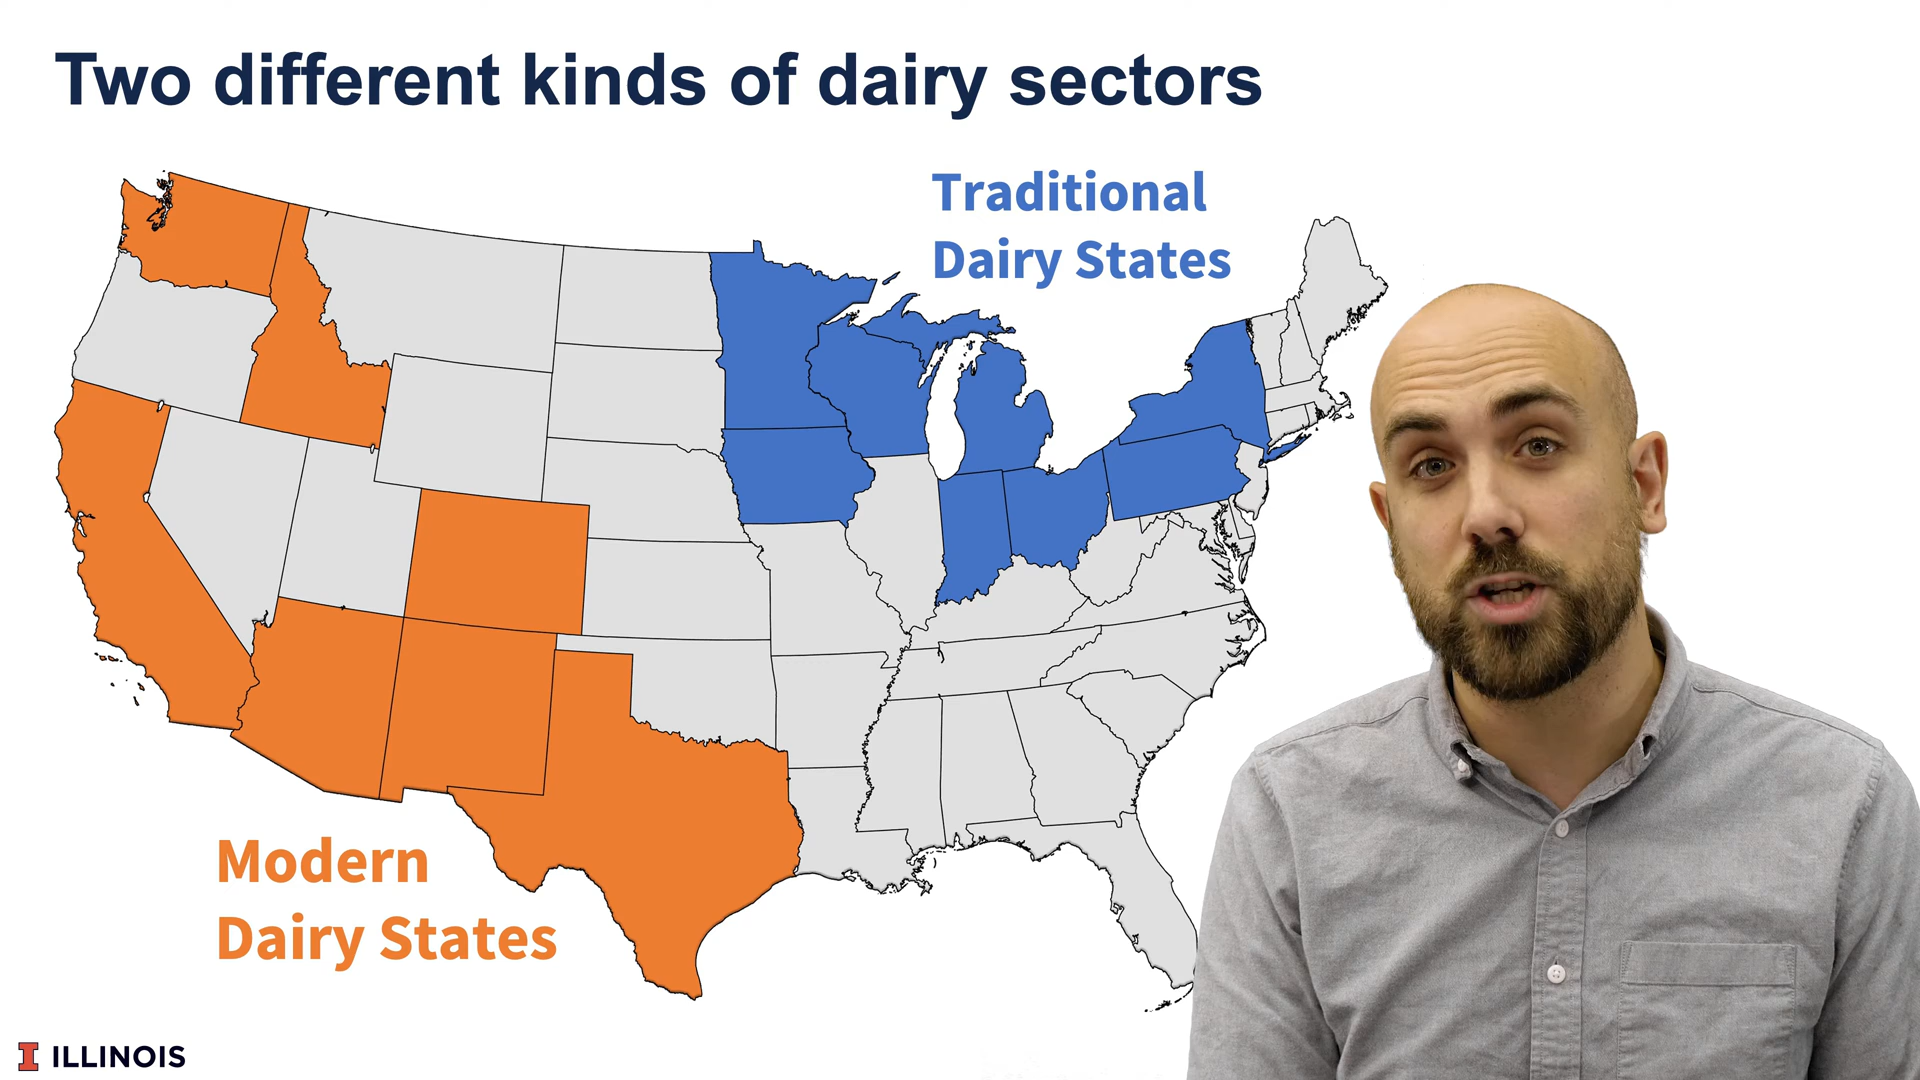 Two different kinds of dairy sectors
Traditional
Dairy States
Modern
Dairy States
I ILLINOIS